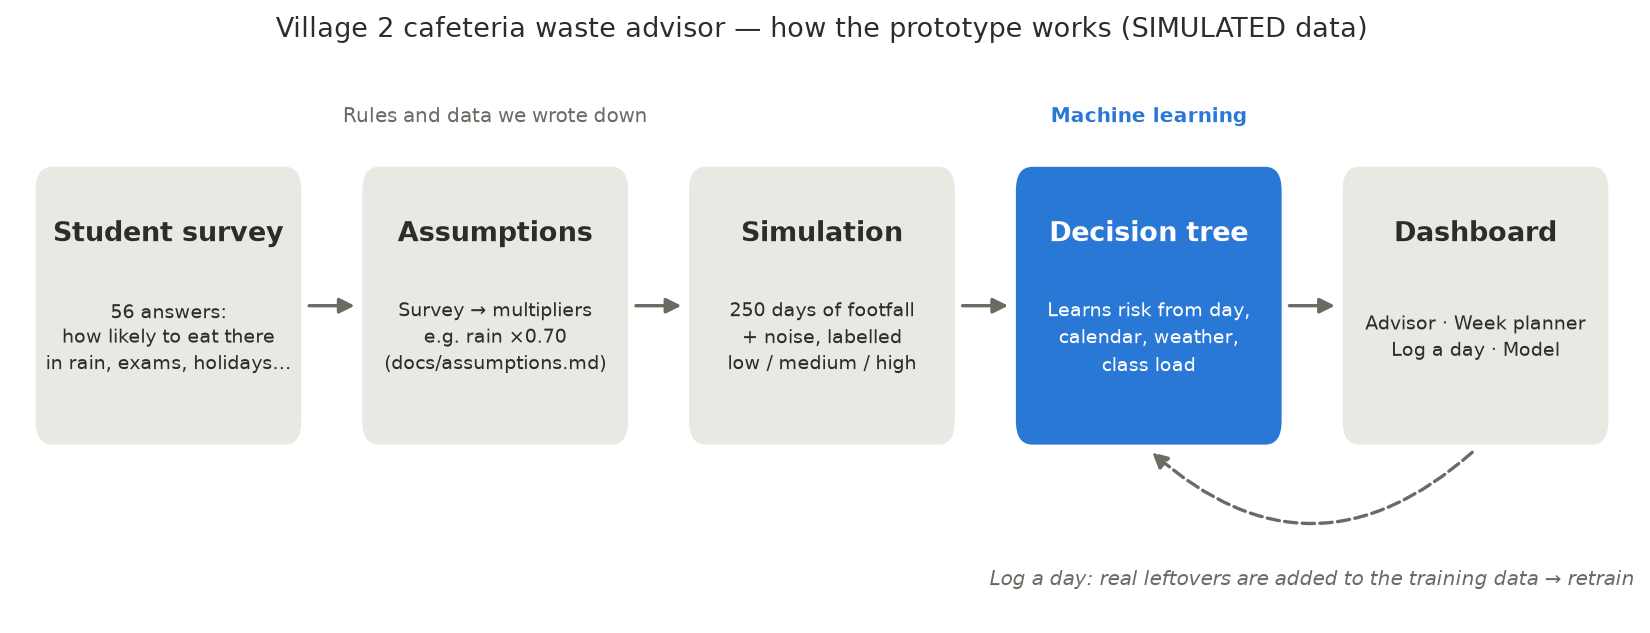 Village 2 cafeteria waste advisor — how the prototype works (SIMULATED data)
Rules and data we wrote down
Machine learning
Student survey
56 answers:
how likely to eat there
in rain, exams, holidays...
Assumptions
Survey → multipliers
e.g. rain ×0.70
(docs/assumptions.md)
Simulation
250 days of footfall
+ noise, labelled
low / medium / high
Decision tree
Learns risk from day,
calendar, weather,
class load
Dashboard
Advisor · Week planner
Log a day · Model
Log a day: real leftovers are added to the training data → retrain